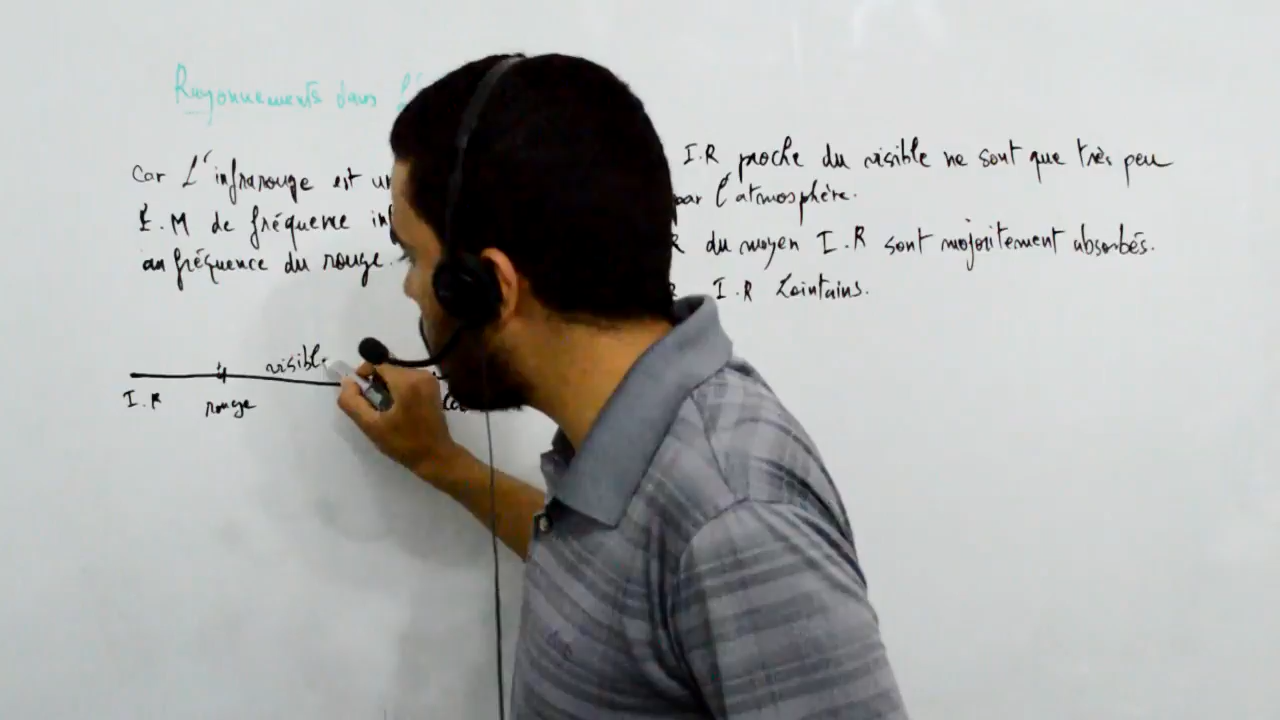 Rayonnements dans L'
car L'infrarouge est un
E.M de fréquence inf
au fréquence du rouge.
visible
I.R rouge
I.R proche du visible ne sont que très peu
par l'atmosphère.
R du moyen I.R sont majoritement absorbés.
I.R Lointains.